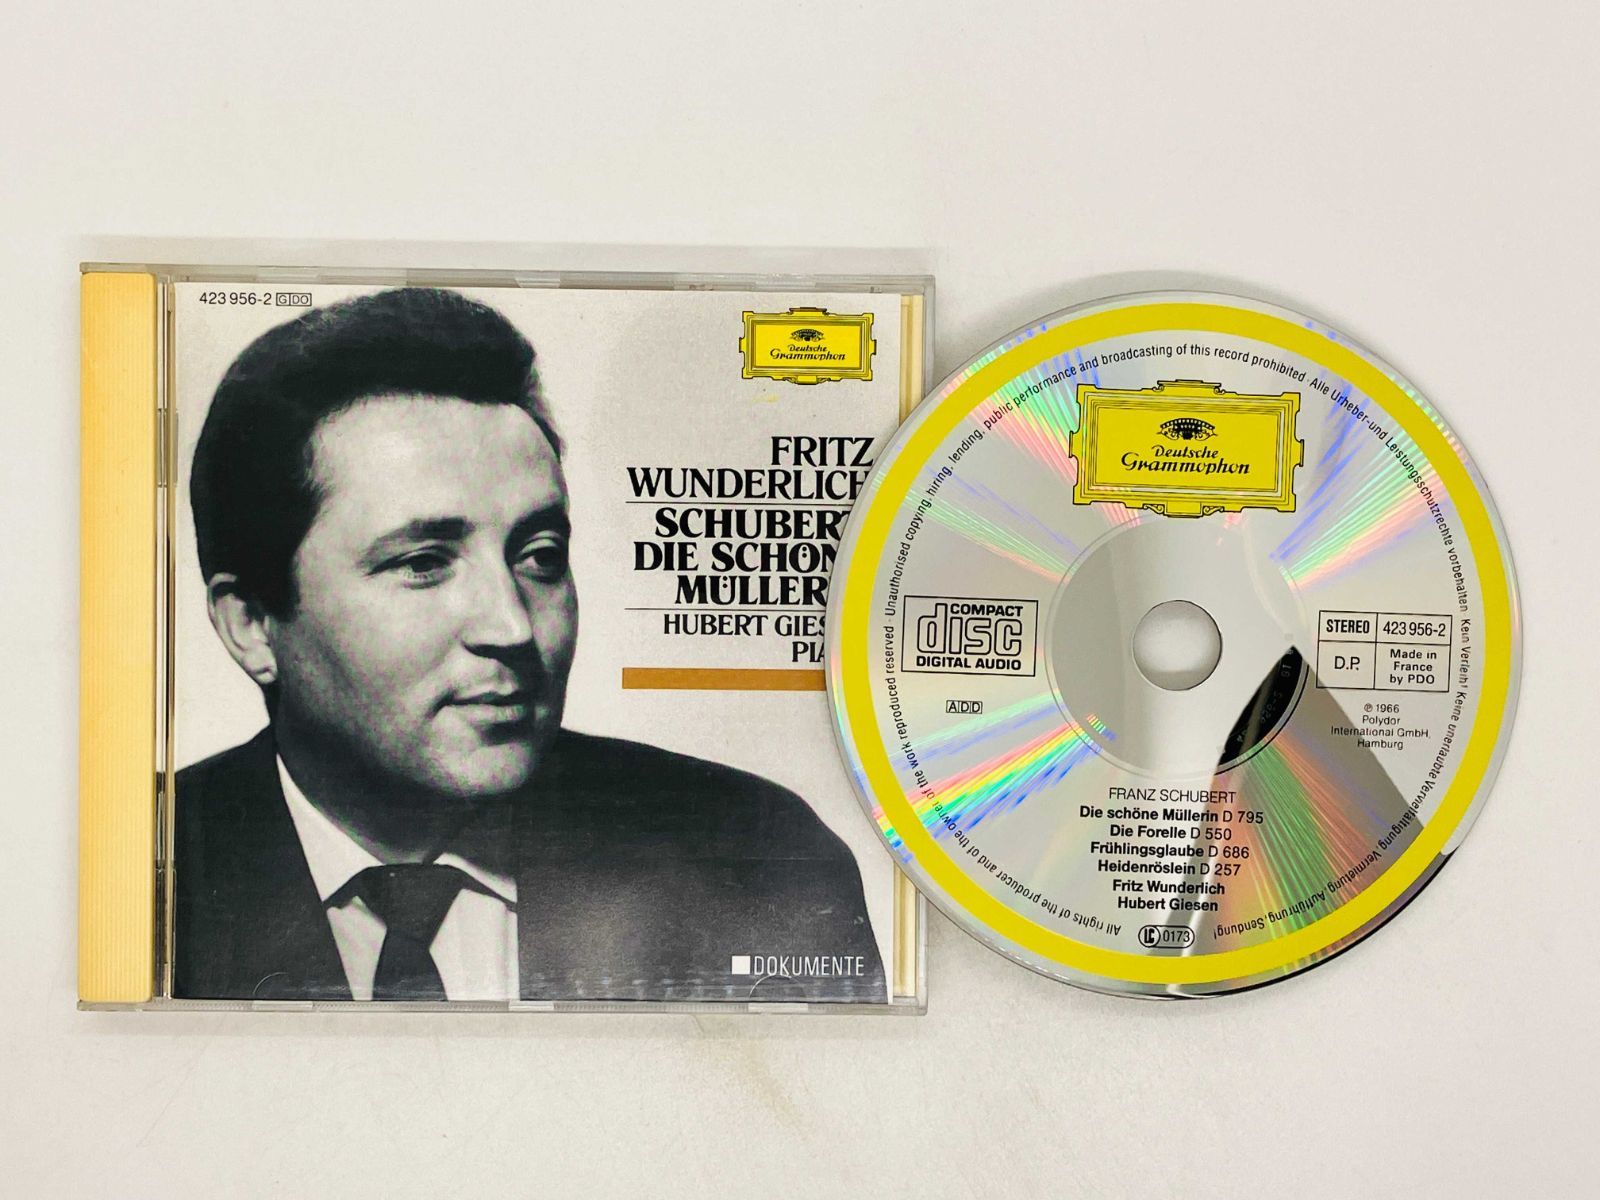 423 956-2 GDO
Deutsche
Grammophon
FRITZ
WUNDERLICH
SCHUBERT
DIE SCHÖN
MÜLLER
HUBERT GIES
PIA
DOKUMENTE
Unauthorised copying, hiring, lending, public performance and broadcasting of this record prohibited · Alle Urheber-und Leistungsschutzrechte vorbehalten · Kein Verleih! Keine unerlaubte Vervielfältigung, Vermietung, Aufführung, Sendung!
All rights of the producer and of the owner of the work reproduced reserved ·
Deutsche
Grammophon
COMPACT
disc
DIGITAL AUDIO
ADD
STEREO 423 956-2
D.P. Made in
France
by PDO
℗ 1966
Polydor
International GmbH,
Hamburg
FRANZ SCHUBERT
Die schöne Müllerin D 795
Die Forelle D 550
Frühlingsglaube D 686
Heidenröslein D 257
Fritz Wunderlich
Hubert Giesen
LC 0173